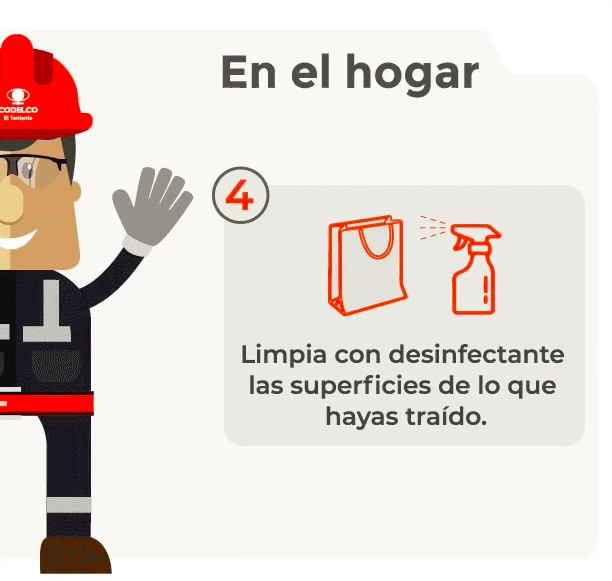 En el hogar
CODELCO
El Teniente
4
Limpia con desinfectante
las superficies de lo que
hayas traído.